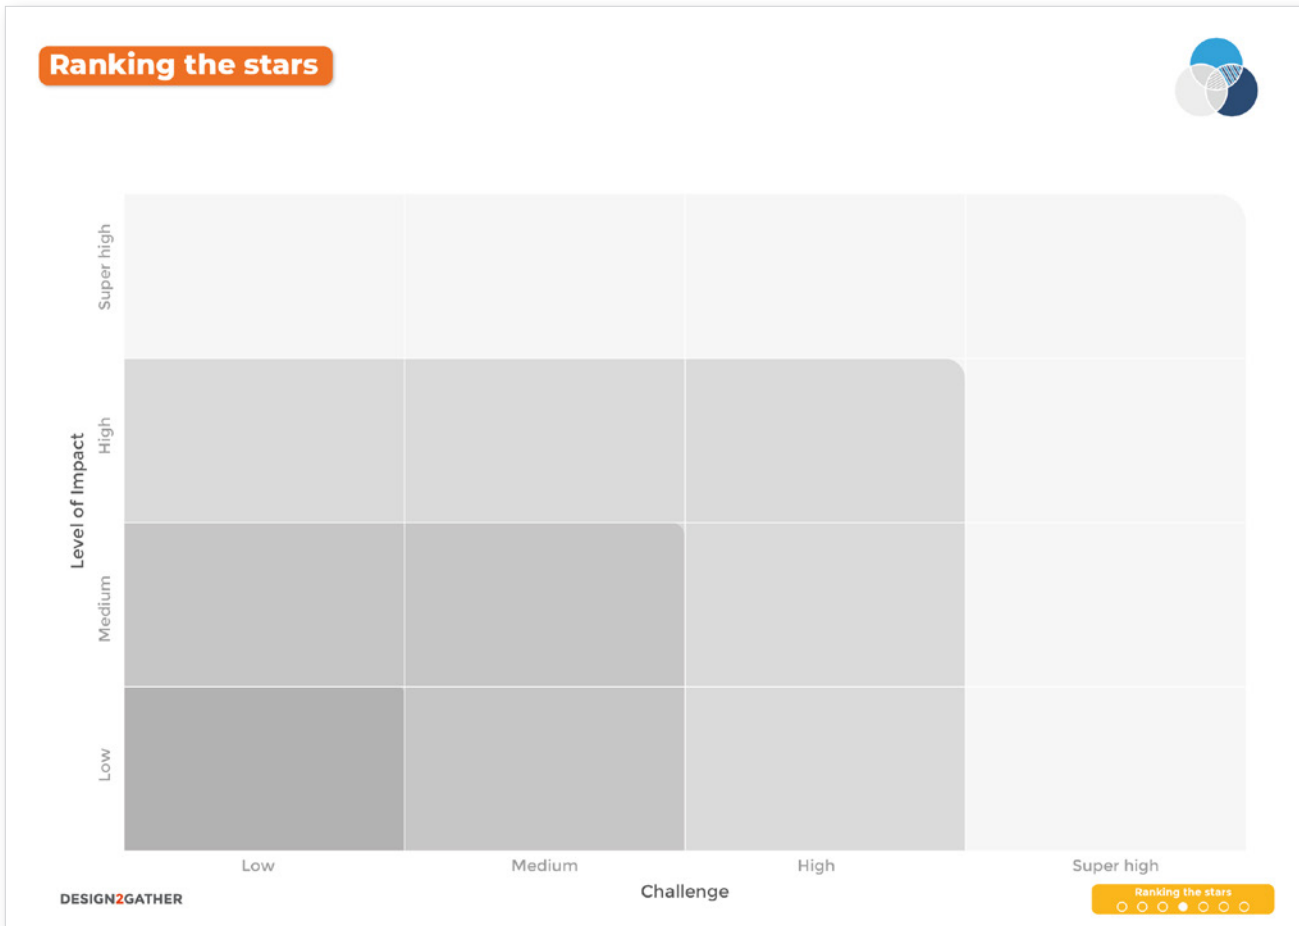 Ranking the stars
Super high
High
Medium
Low
Level of Impact
Low
Medium
High
Super high
Challenge
DESIGN2GATHER
Ranking the stars